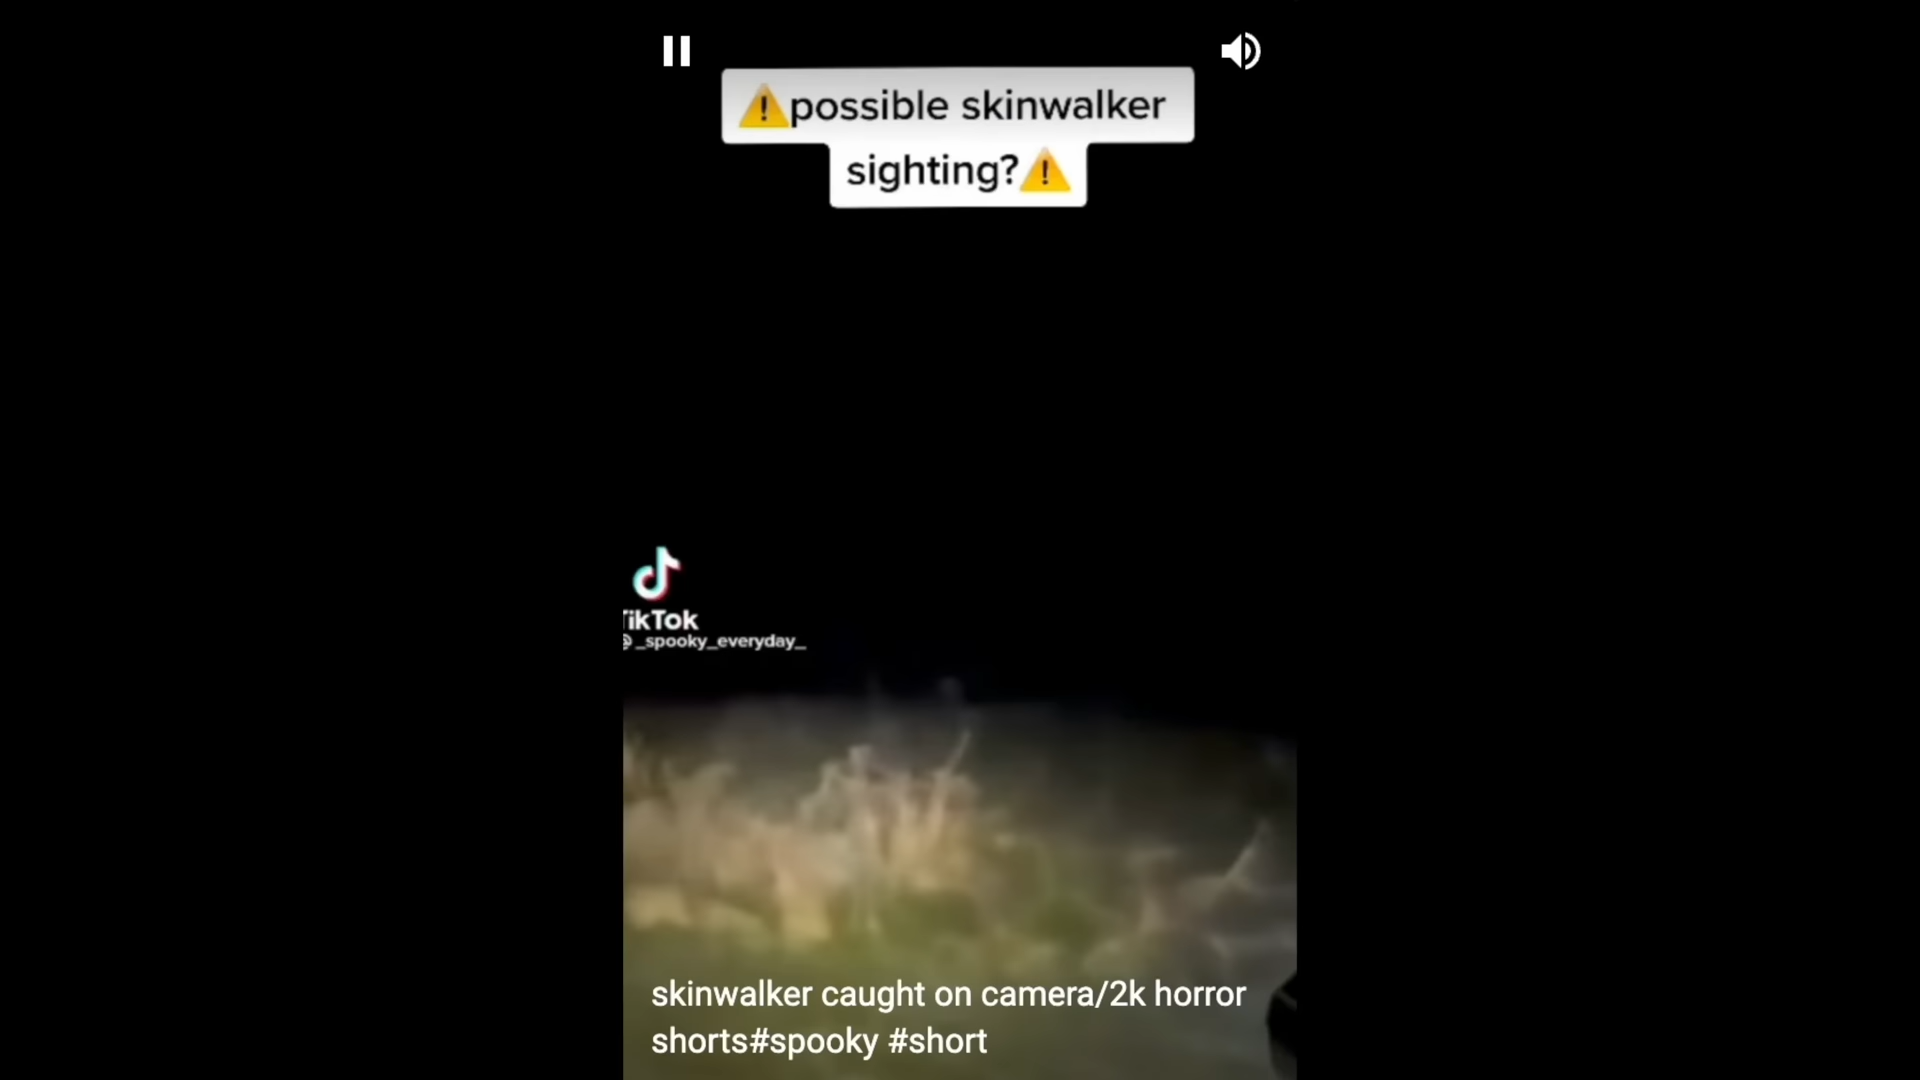 ⚠️possible skinwalker
sighting?⚠️
TikTok
@_spooky_everyday_
skinwalker caught on camera/2k horror
shorts#spooky #short